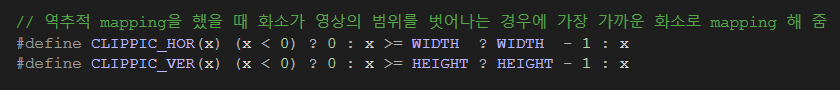 // 역추적 mapping을 했을 때 화소가 영상의 범위를 벗어나는 경우에 가장 가까운 화소로 mapping 해 줌
#define CLIPPIC_HOR(x) (x < 0) ? 0 : x >= WIDTH  ? WIDTH  - 1 : x
#define CLIPPIC_VER(x) (x < 0) ? 0 : x >= HEIGHT ? HEIGHT - 1 : x